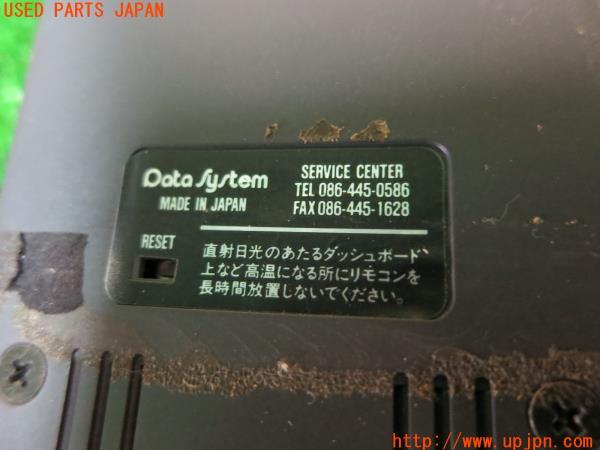 USED PARTS JAPAN
Data System
MADE IN JAPAN
SERVICE CENTER
TEL 086-445-0586
FAX 086-445-1628
RESET
直射日光のあたるダッシュボード
上など高温になる所にリモコンを
長時間放置しないでください。
http://www.upjpn.com/